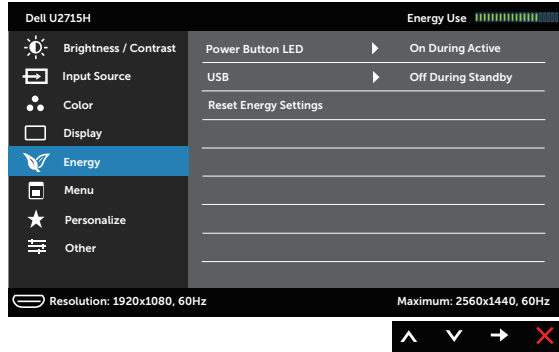 Dell U2715H Energy Use
Brightness / Contrast Power Button LED On During Active
Input Source USB Off During Standby
Color Reset Energy Settings
Display
Energy
Menu
Personalize
Other
Resolution: 1920x1080, 60Hz Maximum: 2560x1440, 60Hz